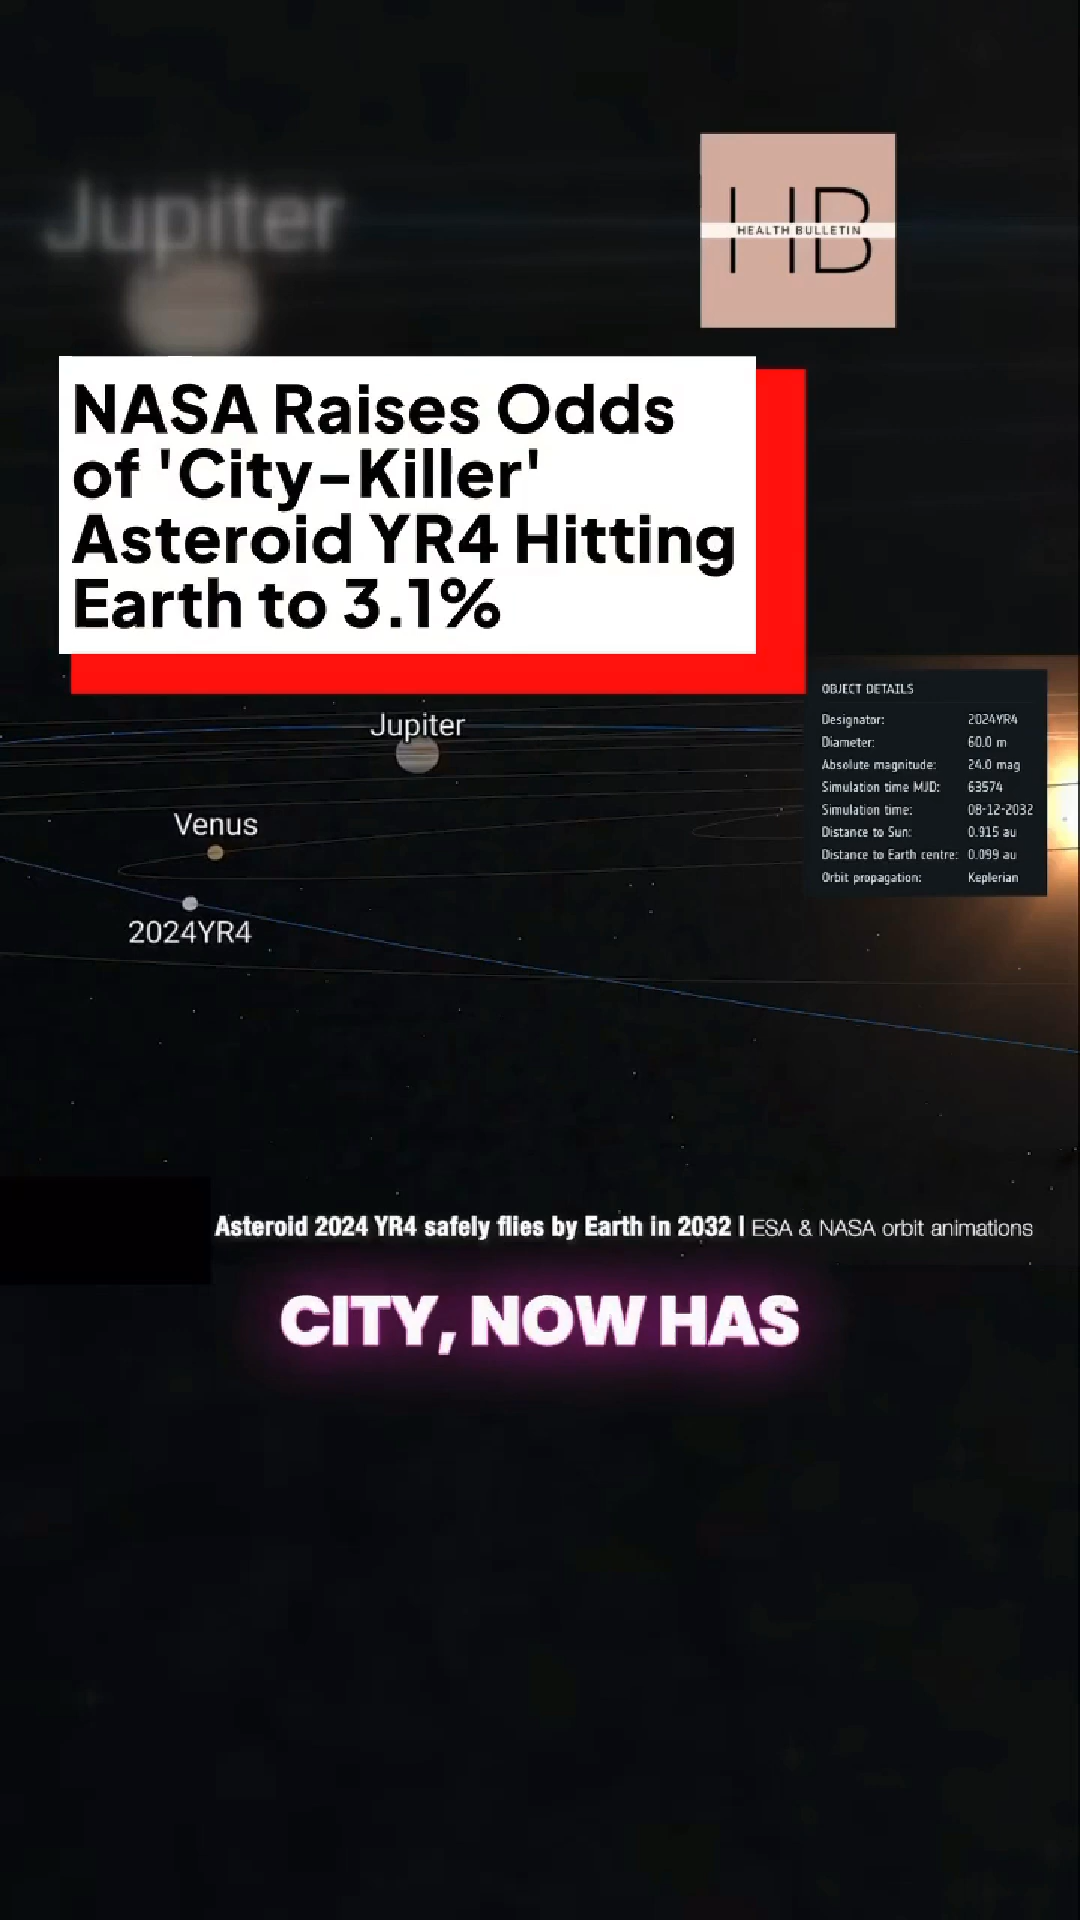 Jupiter
HB
HEALTH BULLETIN
NASA Raises Odds
of 'City-Killer'
Asteroid YR4 Hitting
Earth to 3.1%
OBJECT DETAILS
Designator: 2024YR4
Diameter: 60.0 m
Absolute magnitude: 24.0 mag
Simulation time MJD: 63574
Simulation time: 08-12-2032
Distance to Sun: 0.915 au
Distance to Earth centre: 0.099 au
Orbit propagation: Keplerian
Jupiter
Venus
2024YR4
Asteroid 2024 YR4 safely flies by Earth in 2032 | ESA & NASA orbit animations
CITY, NOW HAS